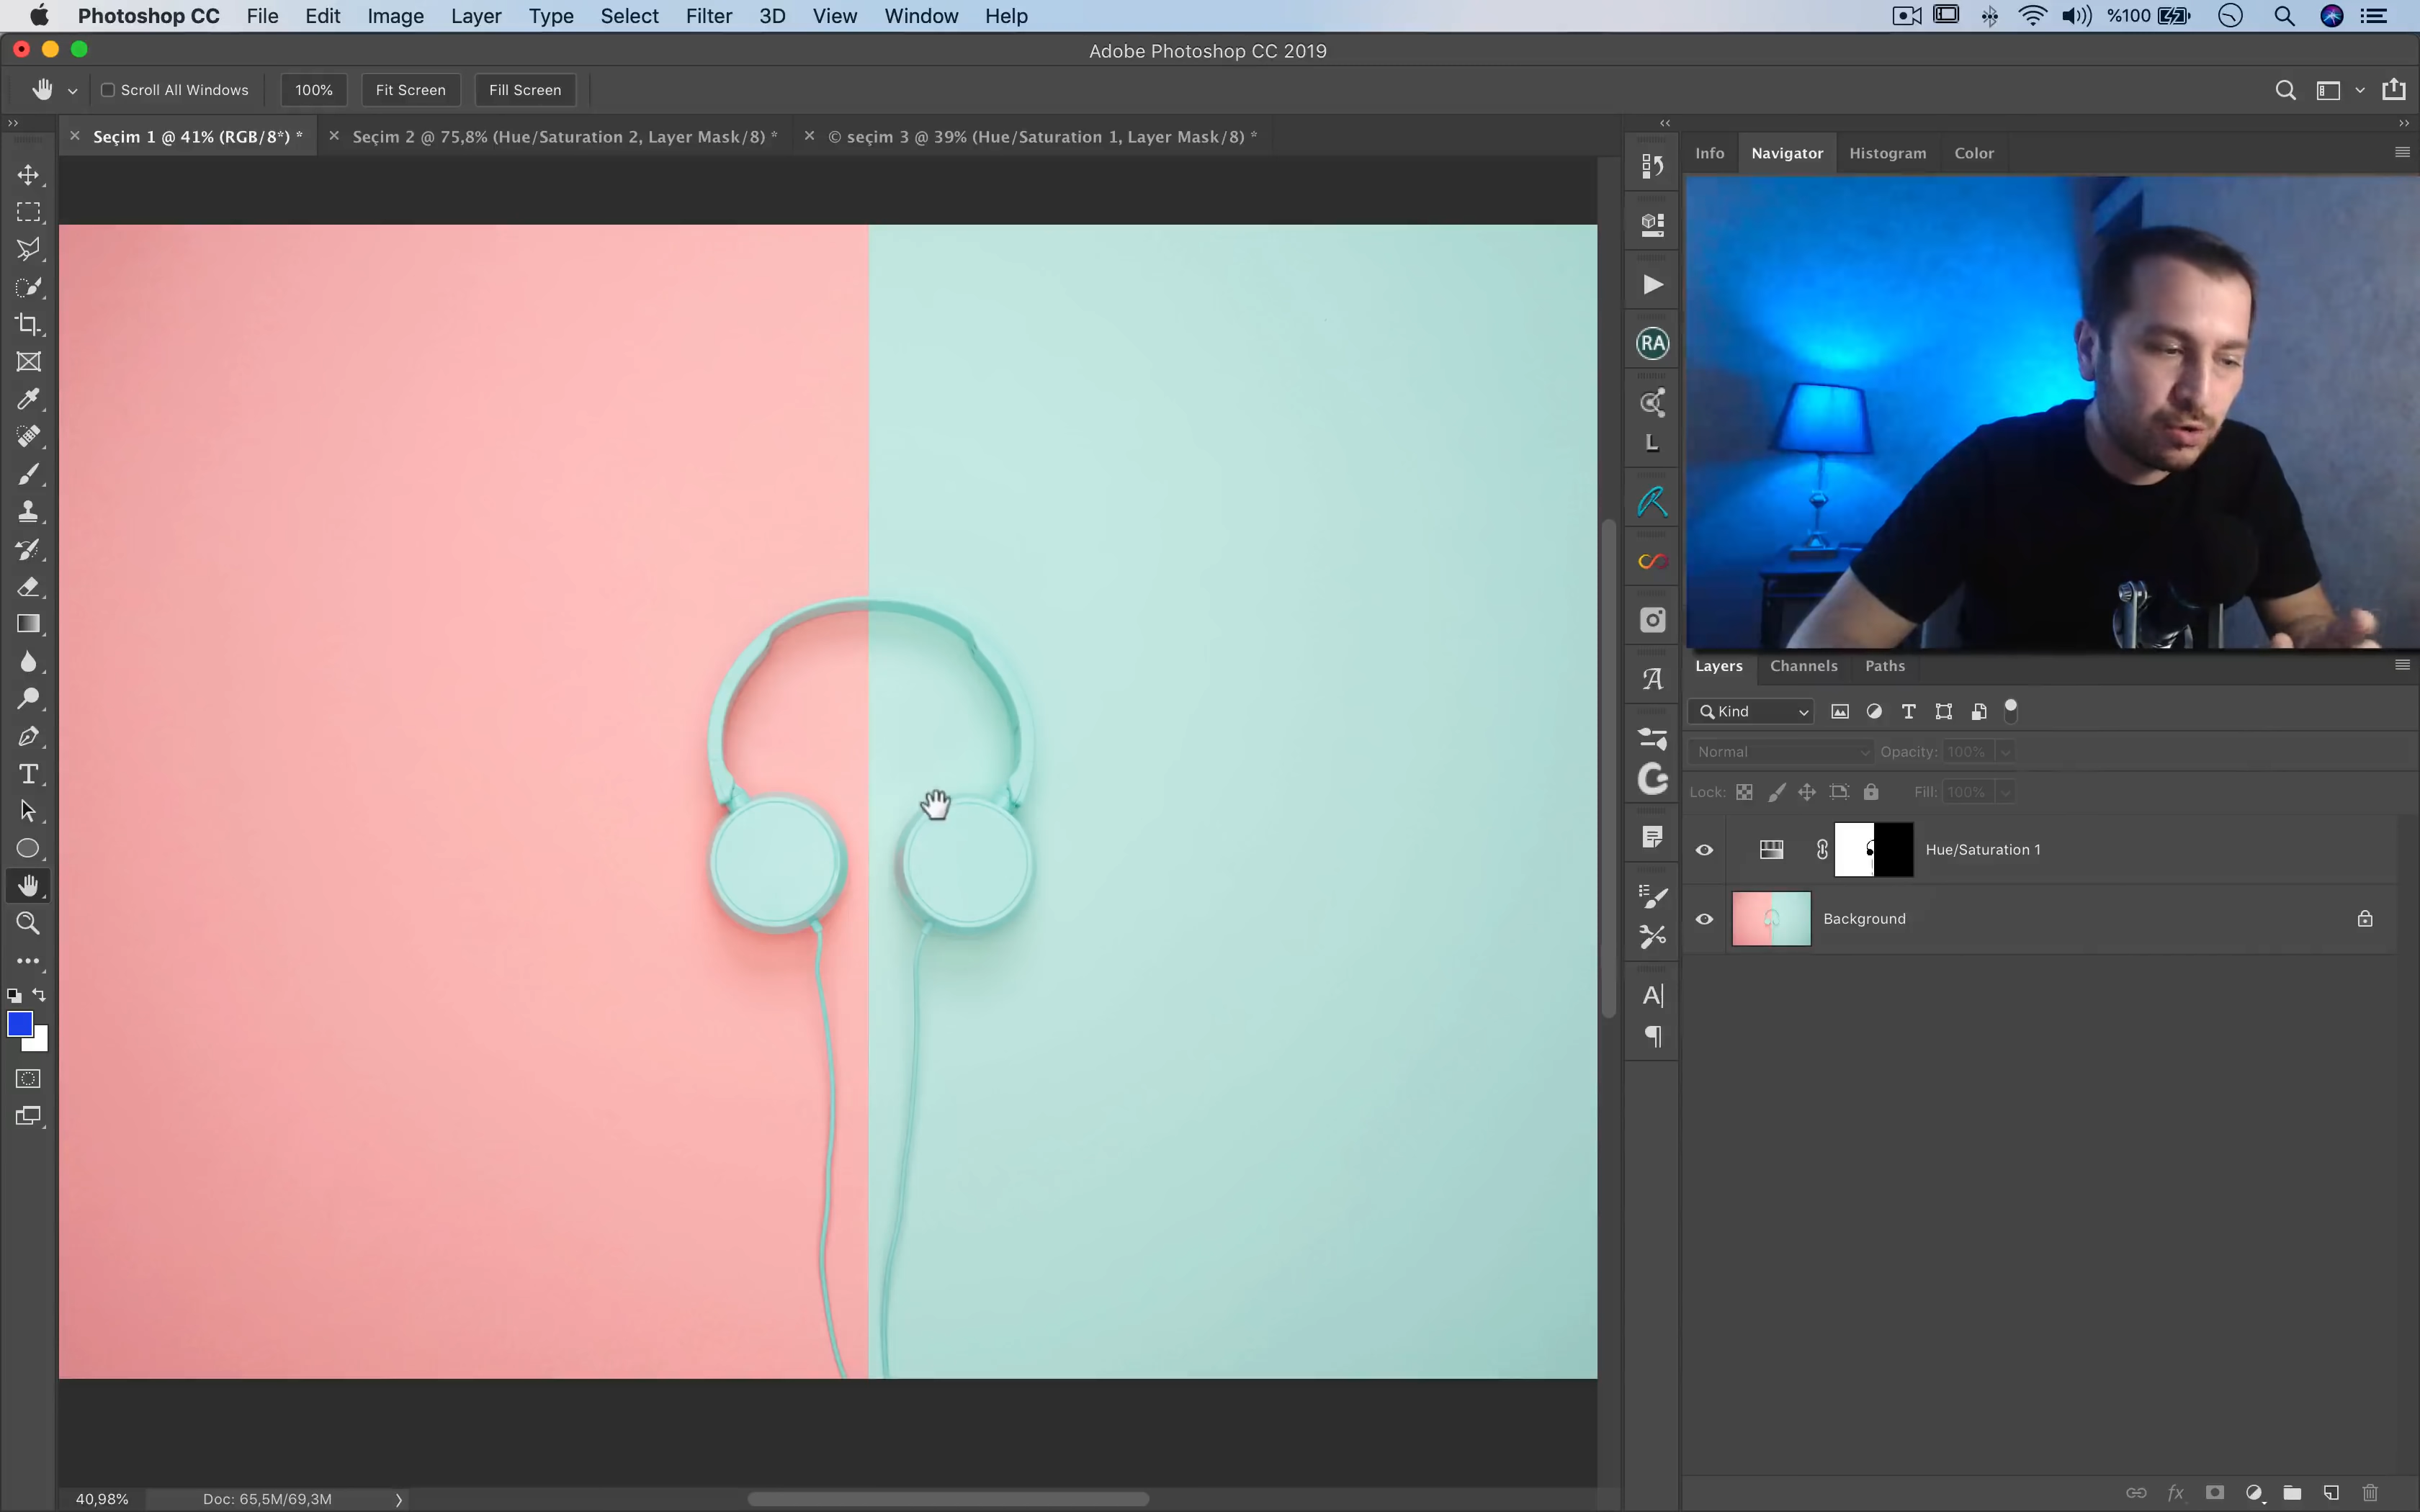 Photoshop CC File Edit Image Layer Type Select Filter 3D View Window Help %100
Adobe Photoshop CC 2019
Scroll All Windows 100% Fit Screen Fill Screen
Seçim 1 @ 41% (RGB/8*) * Seçim 2 @ 75,8% (Hue/Saturation 2, Layer Mask/8) * © seçim 3 @ 39% (Hue/Saturation 1, Layer Mask/8) *
Info Navigator Histogram Color
RA
L
Layers Channels Paths
Kind
Normal Opacity: 100%
Lock: Fill: 100%
Hue/Saturation 1
Background
40,98% Doc: 65,5M/69,3M
fx